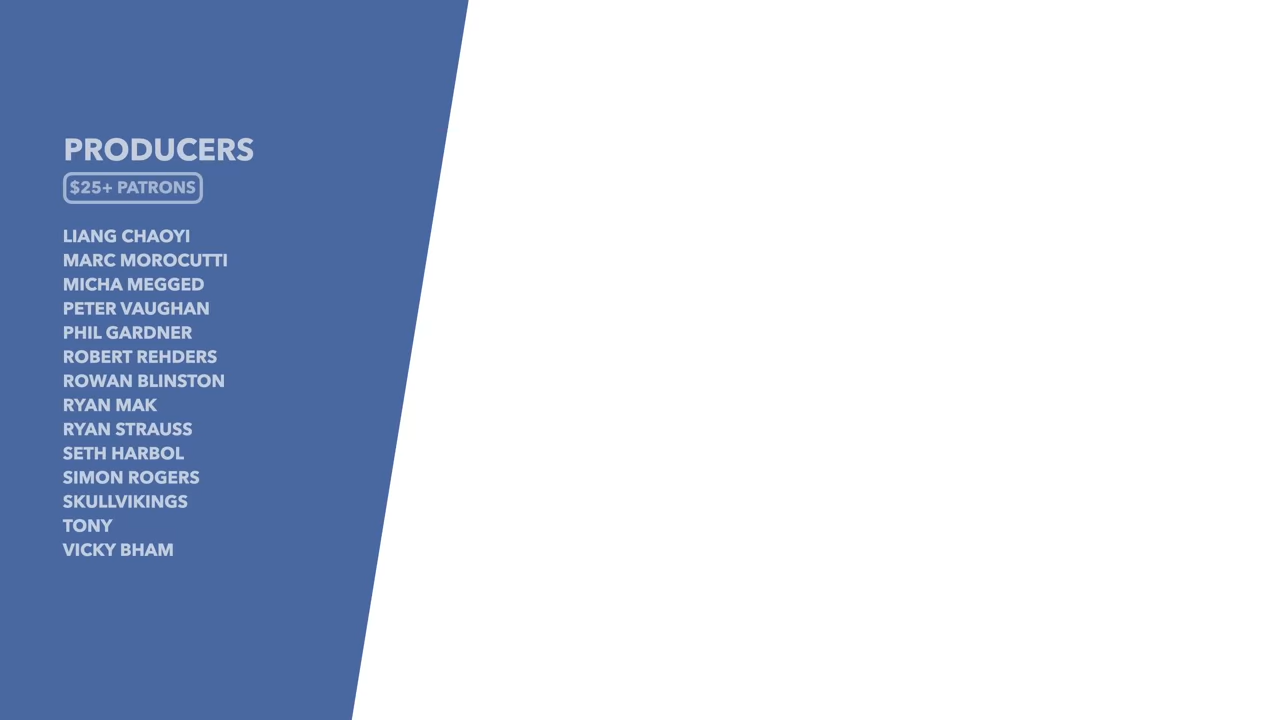 PRODUCERS
$25+ PATRONS
LIANG CHAOYI
MARC MOROCUTTI
MICHA MEGGED
PETER VAUGHAN
PHIL GARDNER
ROBERT REHDERS
ROWAN BLINSTON
RYAN MAK
RYAN STRAUSS
SETH HARBOL
SIMON ROGERS
SKULLVIKINGS
TONY
VICKY BHAM